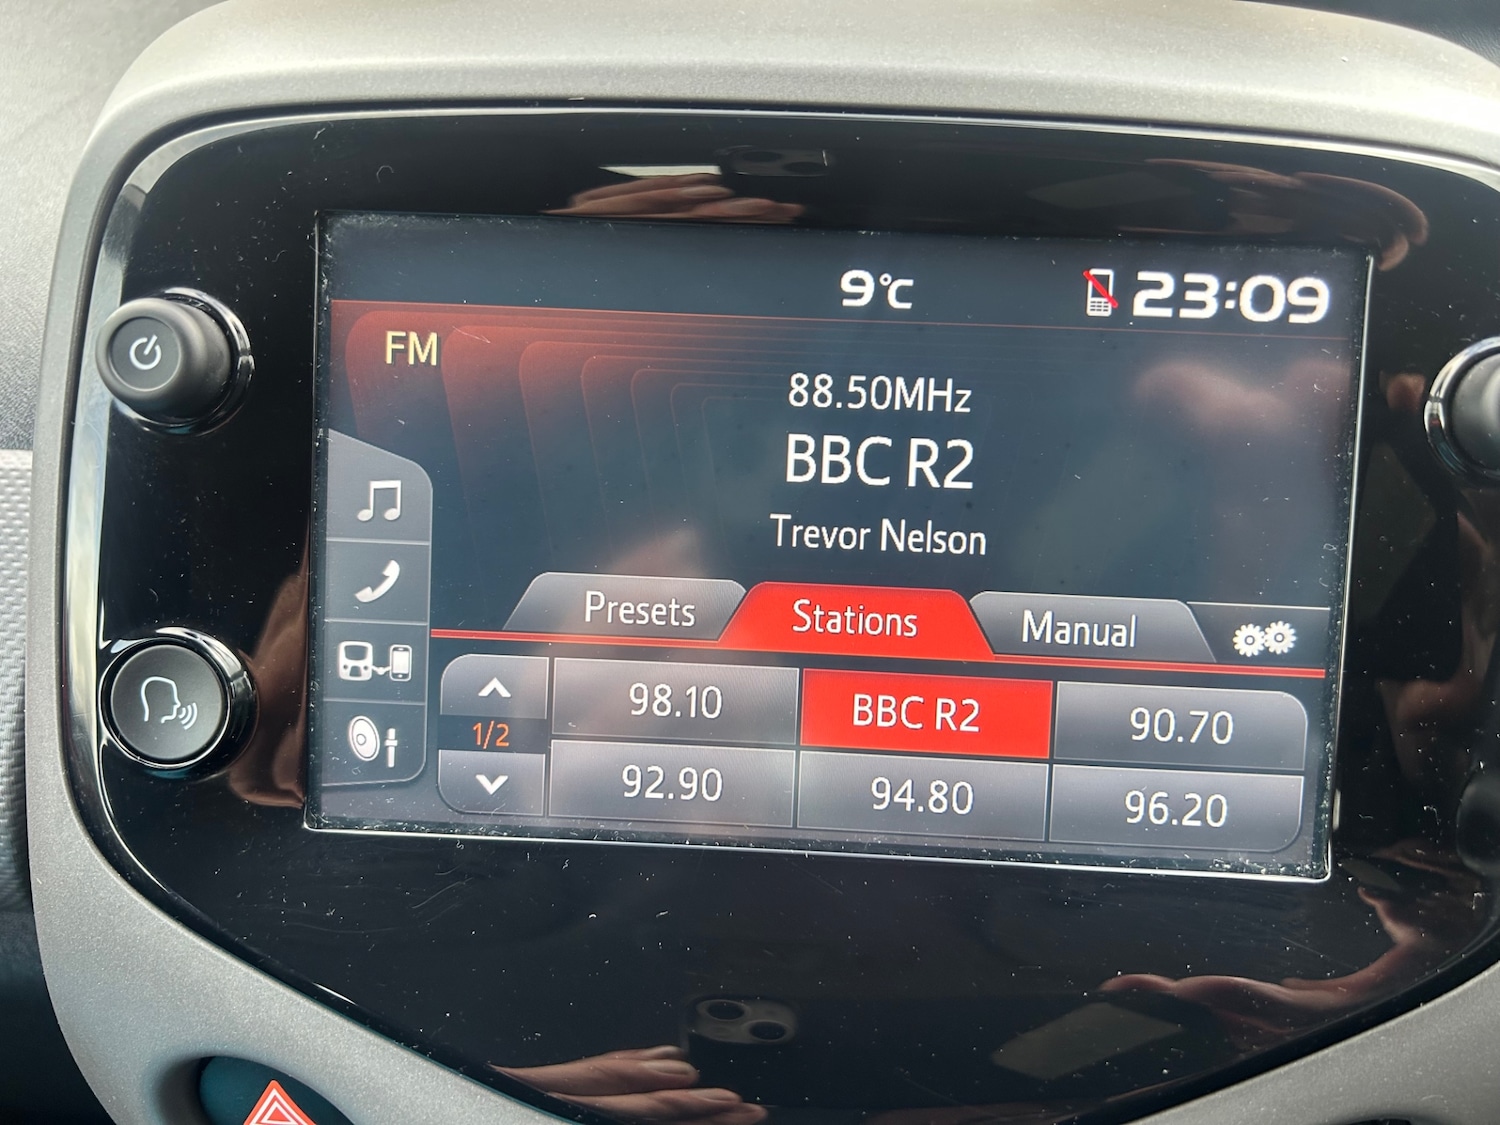 9°C 23:09
FM
88.50MHz
BBC R2
Trevor Nelson
Presets Stations Manual
98.10 BBC R2 90.70
1/2
92.90 94.80 96.20